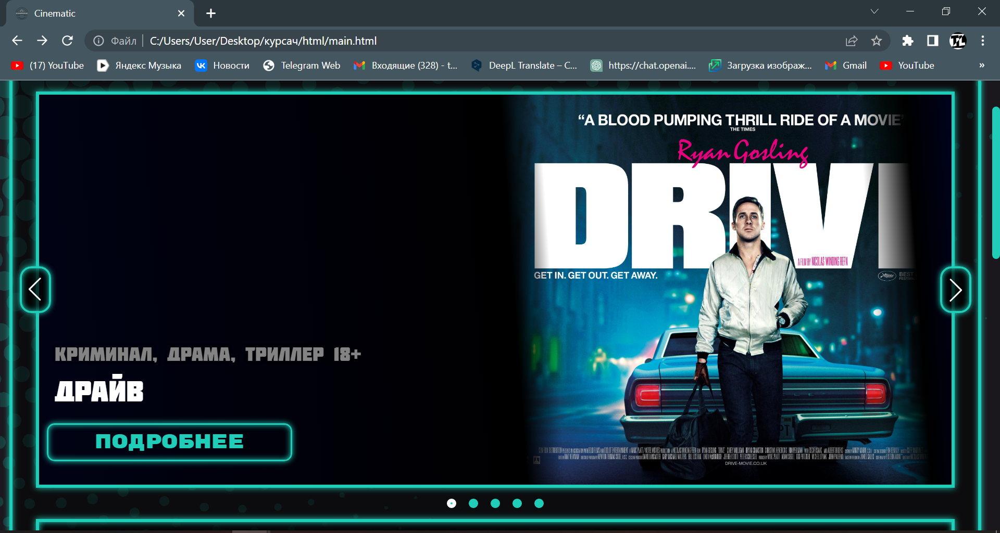 Cinematic
Файл
C:/Users/User/Desktop/курсач/html/main.html
(17) YouTube
Яндекс Музыка
Новости
Telegram Web
Входящие (328) - t...
DeepL Translate – C...
https://chat.openai....
Загрузка изображ...
Gmail
YouTube
»
“A BLOOD PUMPING THRILL RIDE OF A MOVIE”
THE TIMES
Ryan Gosling
DRIV
A FILM BY NICOLAS WINDING REFN
GET IN. GET OUT. GET AWAY.
BEST
FESTIVAL
КРИМИНАЛ, ДРАМА, ТРИЛЛЕР 18+
ДРАЙВ
ПОДРОБНЕЕ
DRIVE-MOVIE.CO.UK